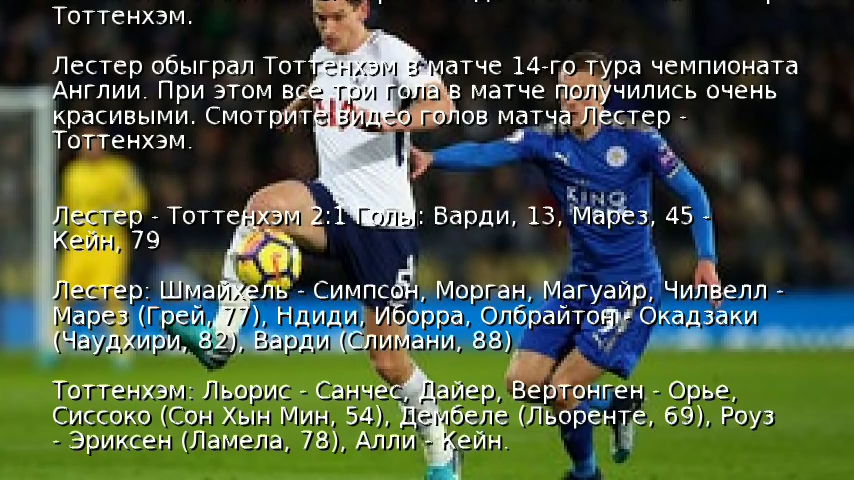 Тоттенхэм.
Лестер обыграл Тоттенхэм в матче 14-го тура чемпионата
Англии. При этом все три гола в матче получились очень
красивыми. Смотрите видео голов матча Лестер -
Тоттенхэм.
Лестер - Тоттенхэм 2:1 Голы: Варди, 13, Марез, 45 -
Кейн, 79
Лестер: Шмайхель - Симпсон, Морган, Магуайр, Чилвелл -
Марез (Грей, 77), Ндиди, Иборра, Олбрайтон - Окадзаки
(Чаудхири, 82), Варди (Слимани, 88)
Тоттенхэм: Льорис - Санчес, Дайер, Вертонген - Орье,
Сиссоко (Сон Хын Мин, 54), Дембеле (Льоренте, 69), Роуз
- Эриксен (Ламела, 78), Алли - Кейн.
KING